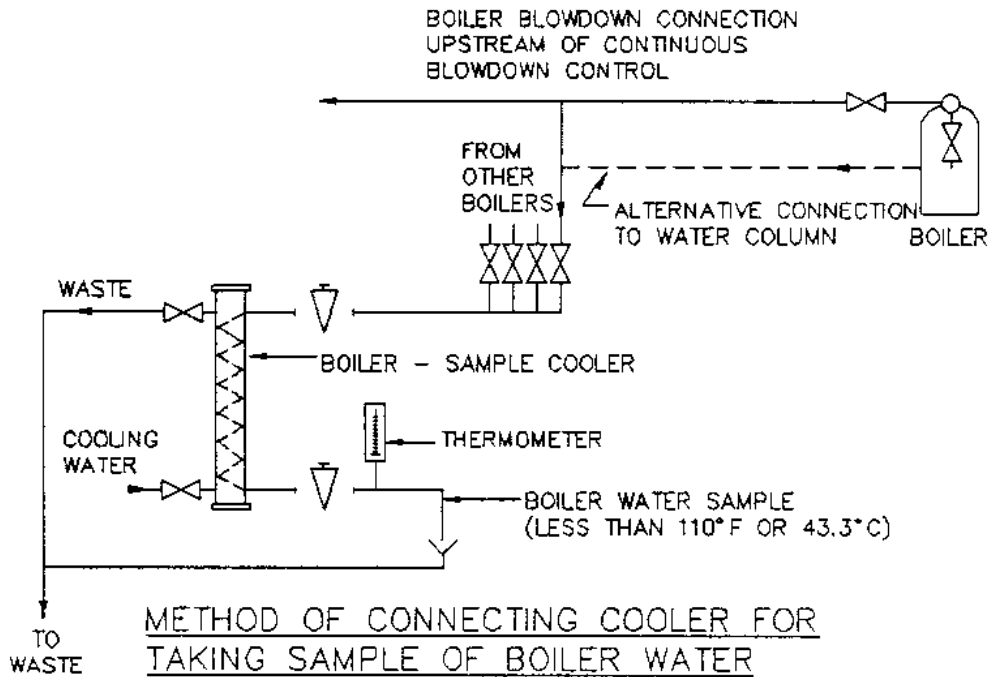 BOILER BLOWDOWN CONNECTION
UPSTREAM OF CONTINUOUS
BLOWDOWN CONTROL
FROM
OTHER
BOILERS
ALTERNATIVE CONNECTION
TO WATER COLUMN
BOILER
WASTE
BOILER - SAMPLE COOLER
COOLING
WATER
THERMOMETER
BOILER WATER SAMPLE
(LESS THAN 110°F OR 43.3°C)
TO
WASTE
METHOD OF CONNECTING COOLER FOR
TAKING SAMPLE OF BOILER WATER